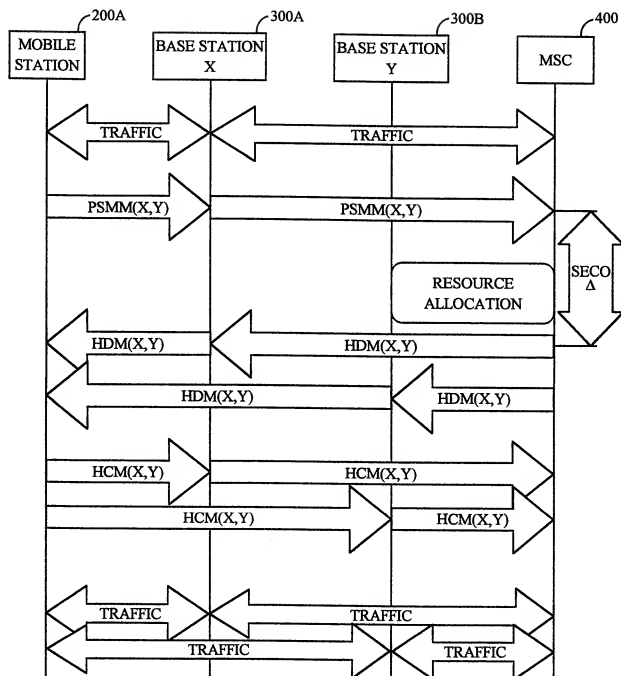 200A
300A
300B
400
MOBILE
STATION
BASE STATION
X
BASE STATION
Y
MSC
TRAFFIC
TRAFFIC
PSMM(X,Y)
PSMM(X,Y)
RESOURCE
ALLOCATION
SECO
Δ
HDM(X,Y)
HDM(X,Y)
HDM(X,Y)
HDM(X,Y)
HCM(X,Y)
HCM(X,Y)
HCM(X,Y)
HCM(X,Y)
TRAFFIC
TRAFFIC
TRAFFIC
TRAFFIC